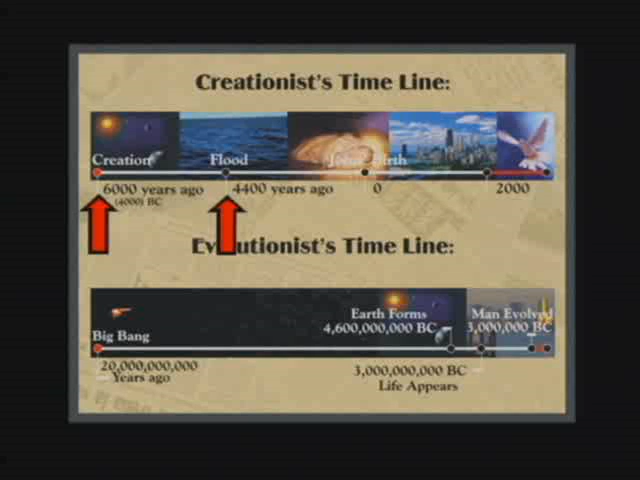 Creationist's Time Line:
Creation Flood Birth
6000 years ago 4400 years ago 0 2000
(4000) BC
Time Line:
Earth Forms Man Evolved
4,600,000,000 BC 3,000,000 BC
Big Bang
20,000,000,000 3,000,000,000 BC
Years ago Life Appears